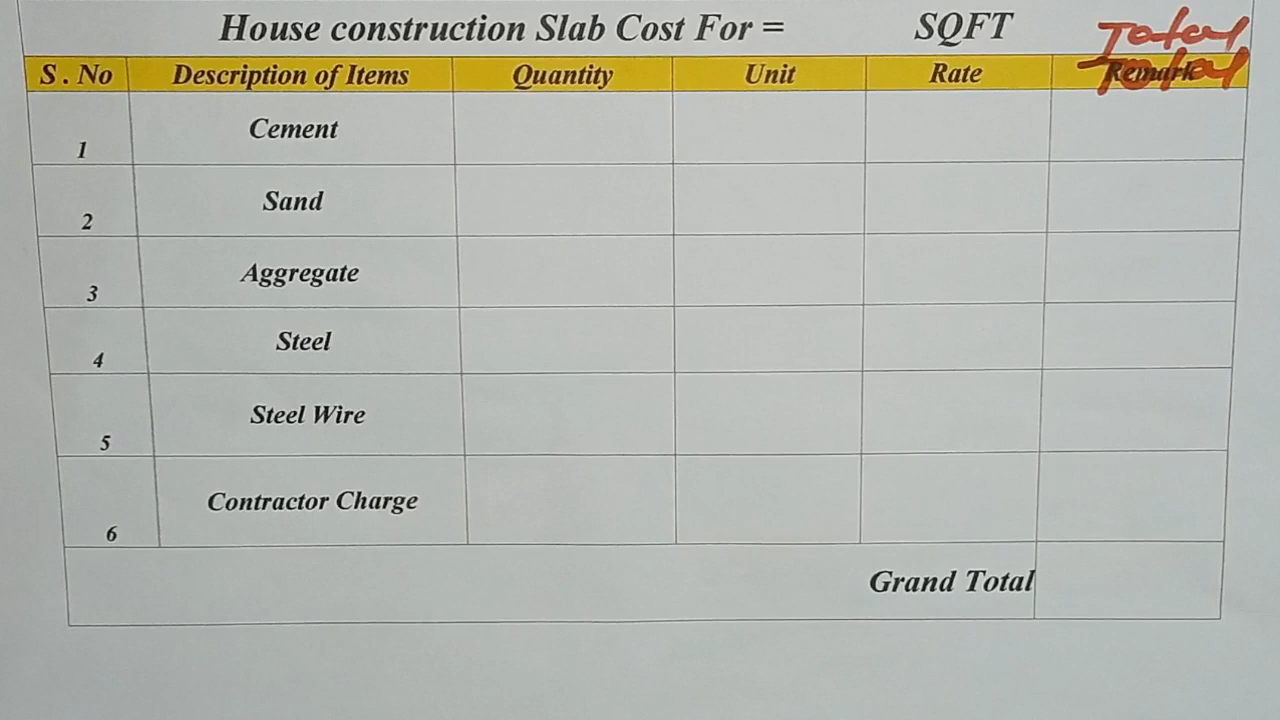 House construction Slab Cost For = SQFT Total
S . No Description of Items Quantity Unit Rate Remark Total
1 Cement
2 Sand
3 Aggregate
4 Steel
5 Steel Wire
6 Contractor Charge
Grand Total